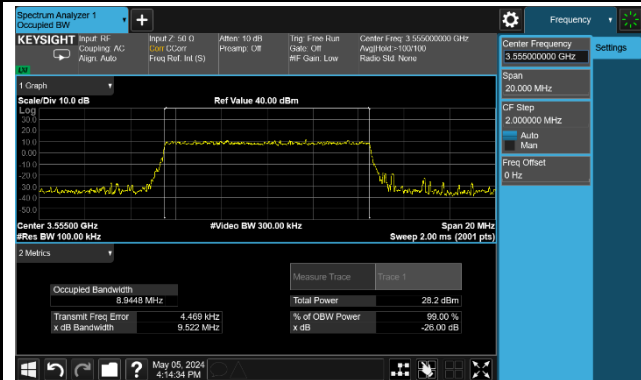 Spectrum Analyzer 1
Occupied BW
Frequency
KEYSIGHT Input: RF
Coupling: AC
Align: Auto
Input Z: 50 Ω
Corr CCorr
Freq Ref: Int (S)
Atten: 10 dB
Preamp: Off
Trig: Free Run
Gate: Off
#IF Gain: Low
Center Freq: 3.555000000 GHz
Avg|Hold:>100/100
Radio Std: None
Center Frequency
3.555000000 GHz
Settings
Span
20.000 MHz
CF Step
2.000000 MHz
Auto
Man
Freq Offset
0 Hz
1 Graph
Scale/Div 10.0 dB
Ref Value 40.00 dBm
Log
30.0
20.0
10.0
0.00
-10.0
-20.0
-30.0
-40.0
-50.0
Center 3.55500 GHz
#Video BW 300.00 kHz
Span 20 MHz
#Res BW 100.00 kHz
Sweep 2.00 ms (2001 pts)
2 Metrics
Measure Trace
Trace 1
Occupied Bandwidth
8.9448 MHz
Total Power
28.2 dBm
Transmit Freq Error
4.469 kHz
% of OBW Power
99.00 %
x dB Bandwidth
9.522 MHz
x dB
-26.00 dB
May 05, 2024
4:14:34 PM